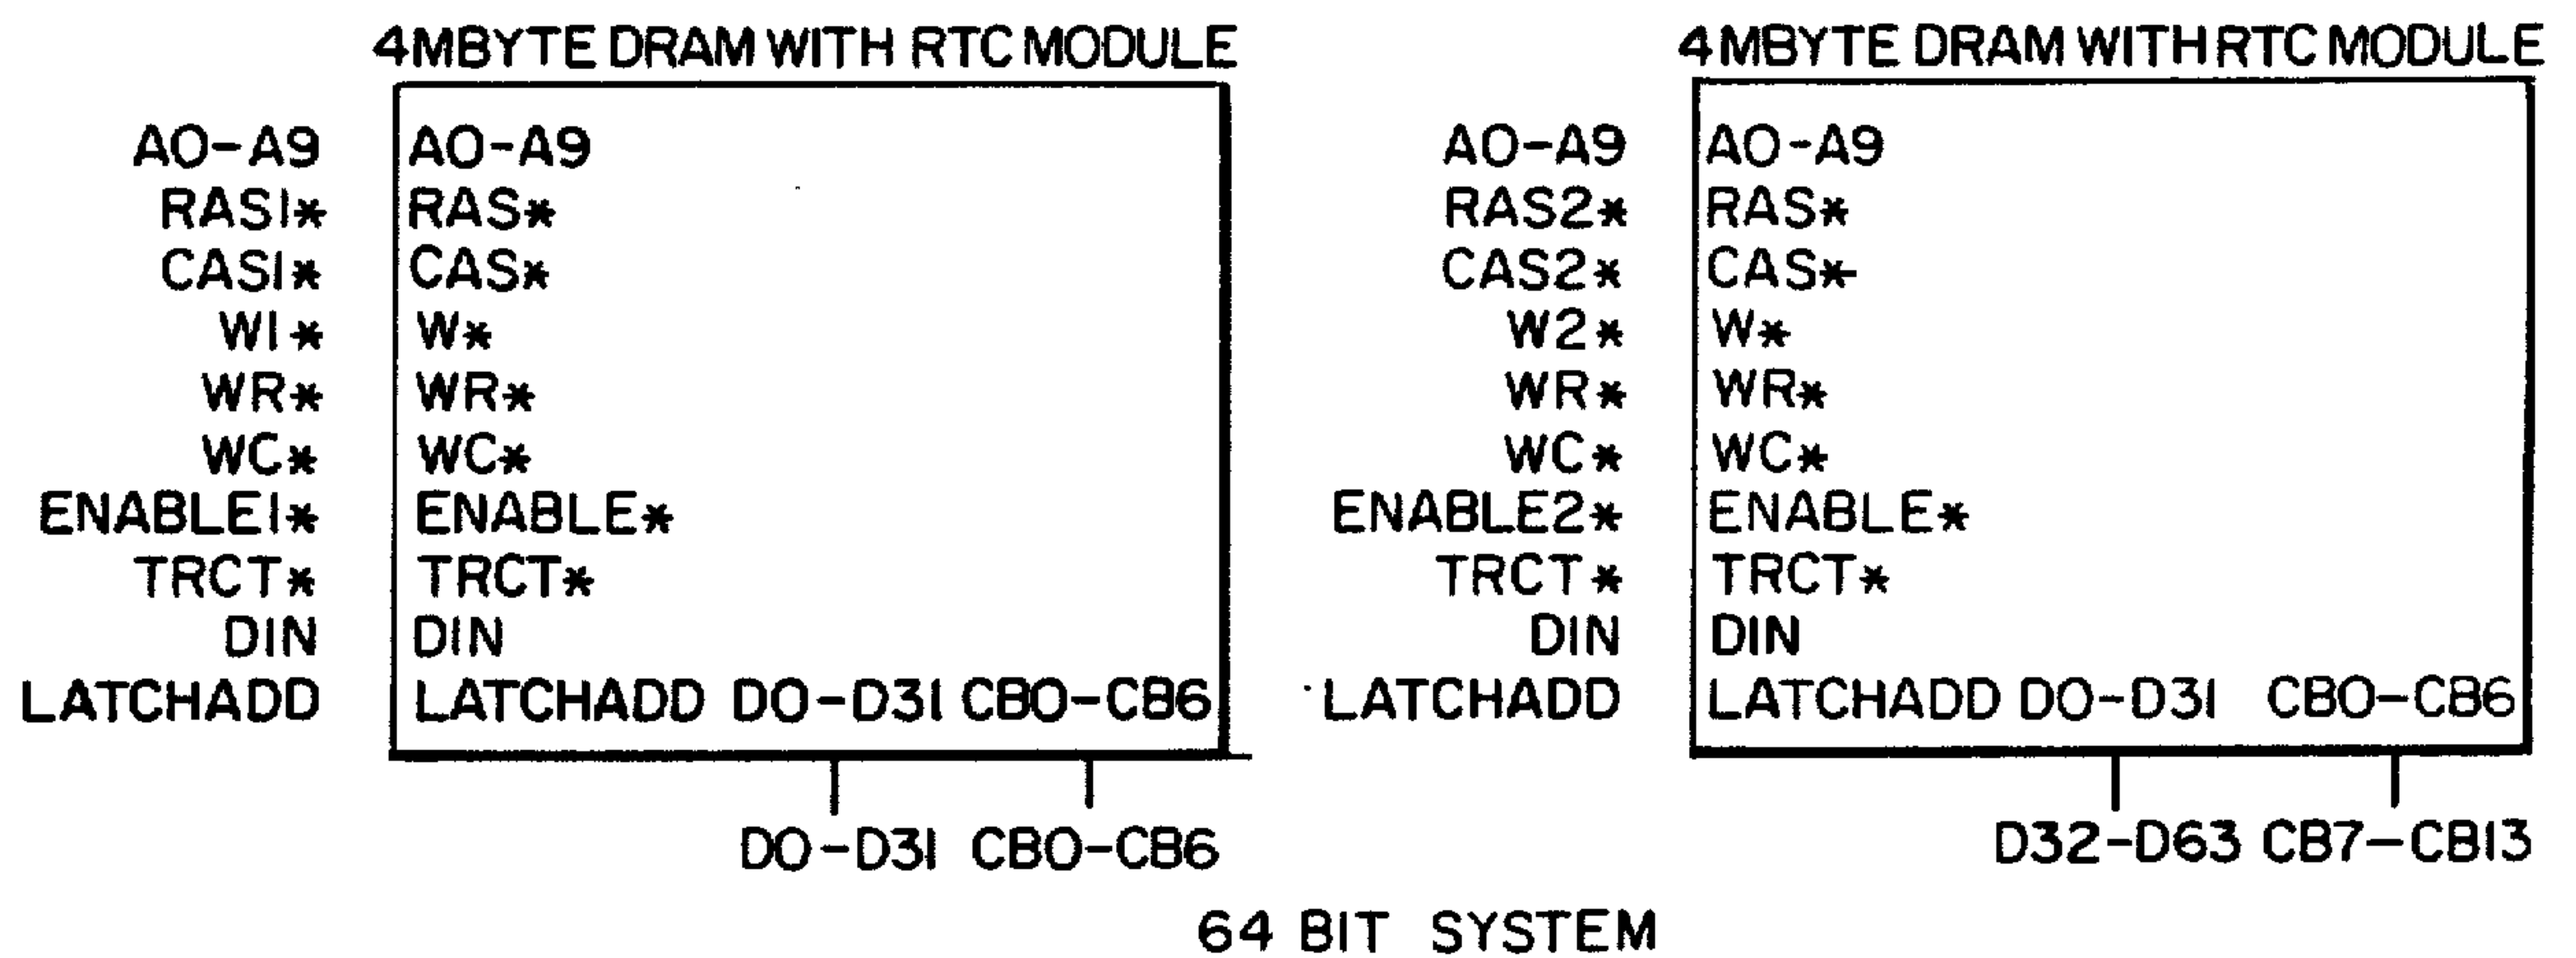 4MBYTE DRAM WITH RTC MODULE 4MBYTE DRAM WITH RTC MODULE
A0-A9 A0-A9 A0-A9 A0-A9
RAS1* RAS* RAS2* RAS*
CAS1* CAS* CAS2* CAS*
W1* W* W2* W*
WR* WR* WR* WR*
WC* WC* WC* WC*
ENABLE1* ENABLE* ENABLE2* ENABLE*
TRCT* TRCT* TRCT* TRCT*
DIN DIN DIN DIN
LATCHADD LATCHADD D0-D31 CB0-CB6 LATCHADD LATCHADD D0-D31 CB0-CB6
D0-D31 CB0-CB6 D32-D63 CB7-CB13
64 BIT SYSTEM